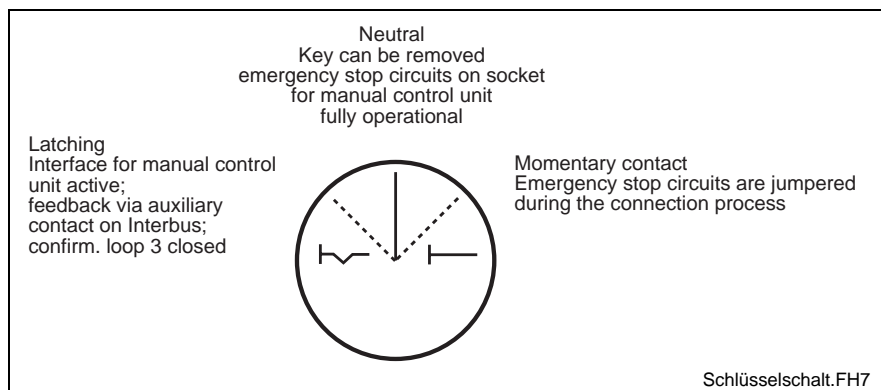 Neutral
Key can be removed
emergency stop circuits on socket
for manual control unit
fully operational
Latching
Interface for manual control
unit active;
feedback via auxiliary
contact on Interbus;
confirm. loop 3 closed
Momentary contact
Emergency stop circuits are jumpered
during the connection process
Schlüsselschalt.FH7